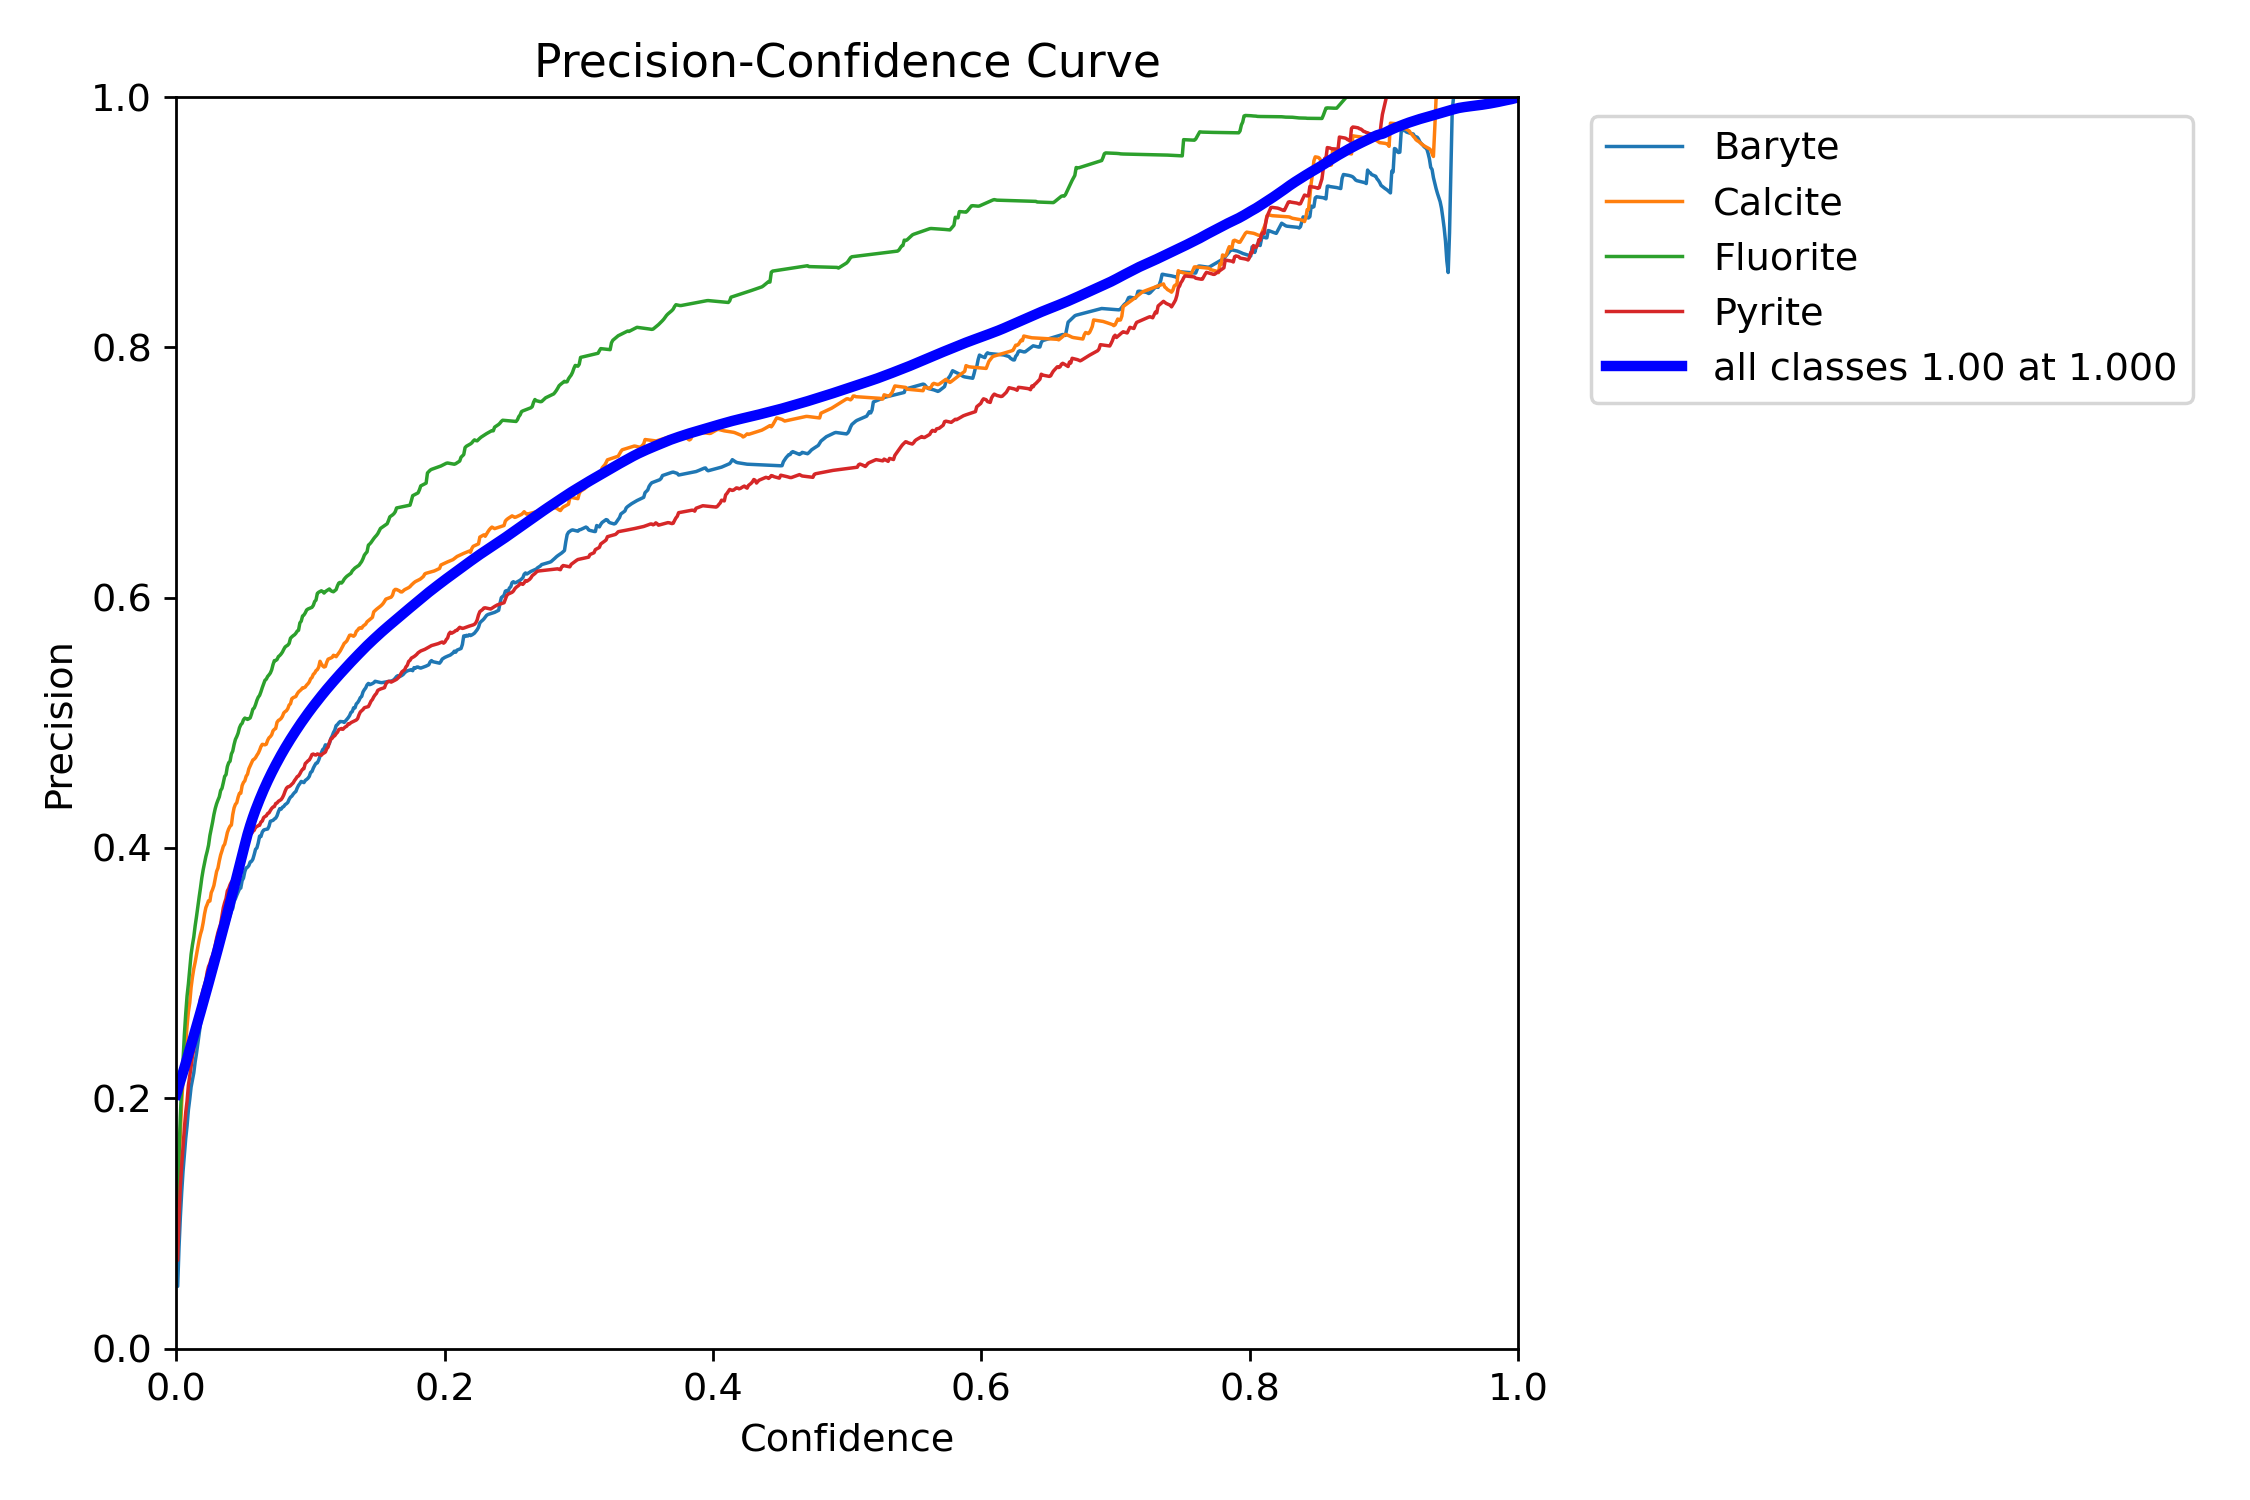 Precision-Confidence Curve
1.0
0.8
0.6
0.4
0.2
0.0
Precision
0.0 0.2 0.4 0.6 0.8 1.0
Confidence
Baryte
Calcite
Fluorite
Pyrite
all classes 1.00 at 1.000